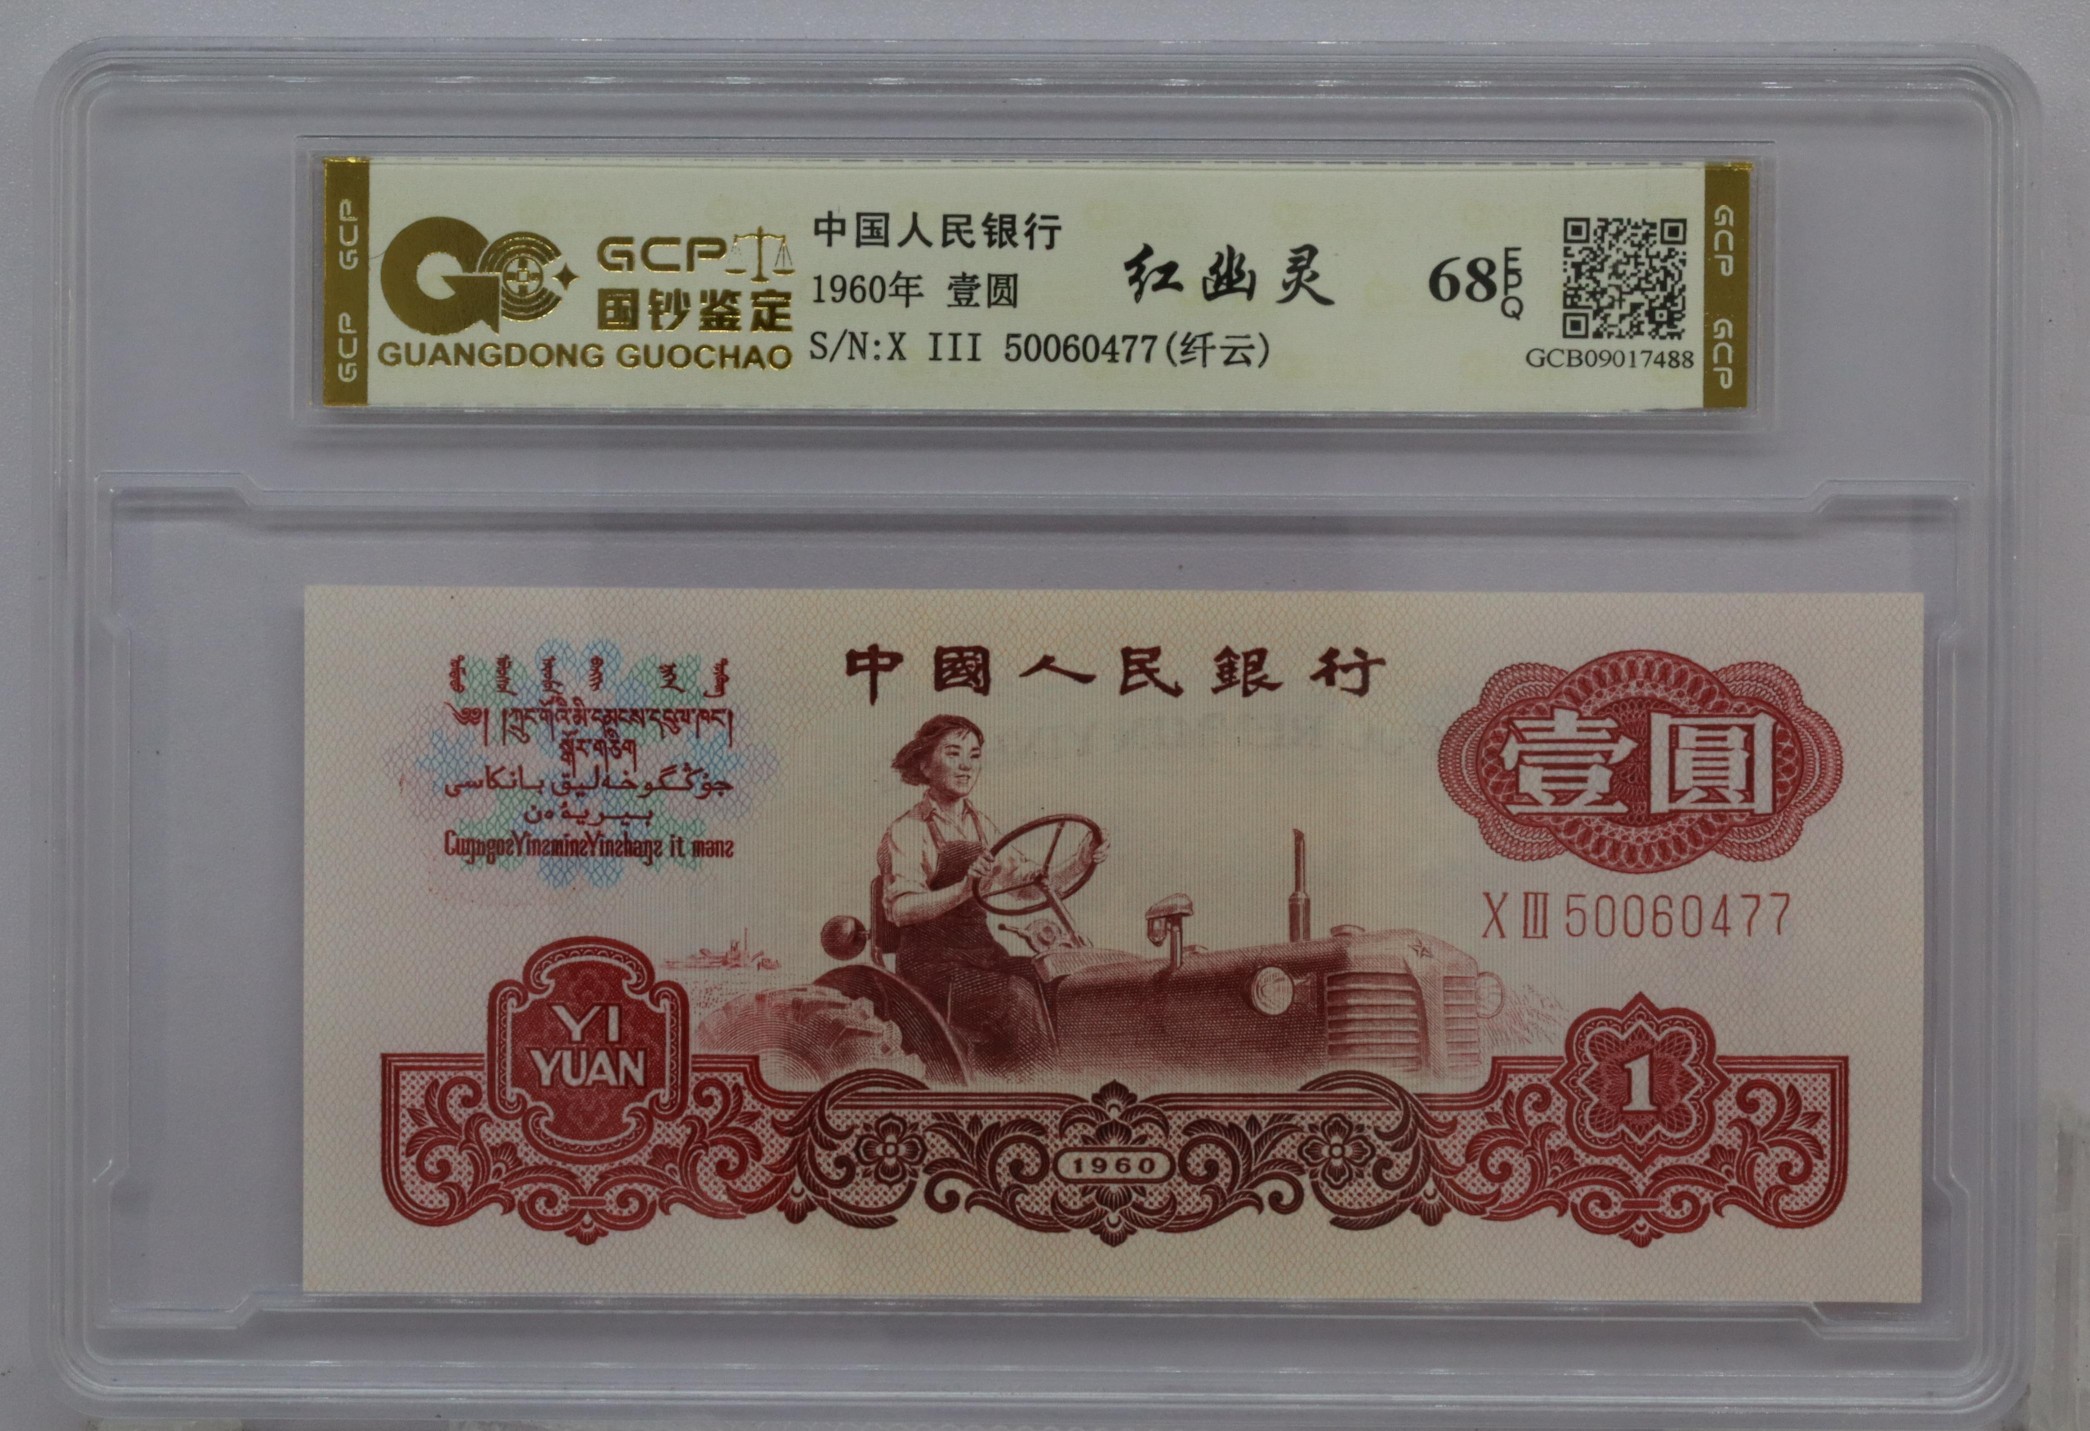 GCP GCP
GCP
国钞鉴定
GUANGDONG GUOCHAO
中国人民银行
1960年 壹圆
S/N:X III 50060477(纤云)
红幽灵
68 EPQ
GCB09017488
GCP GCP
中國人民銀行
壹圓
X III 50060477
YI
YUAN
1960
1